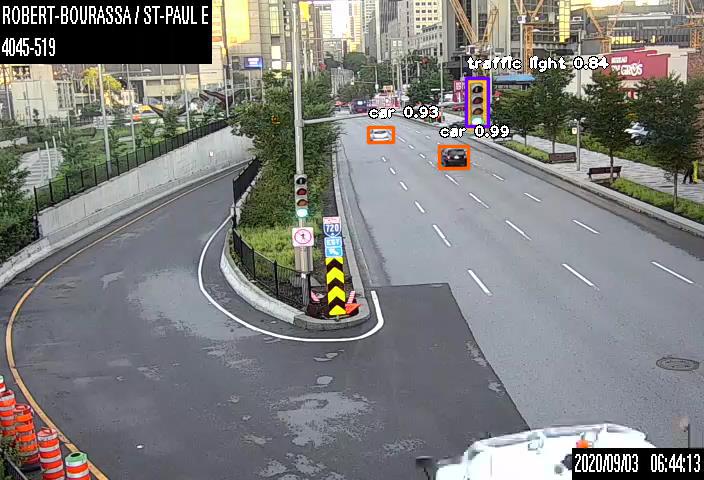 ROBERT-BOURASSA / ST-PAUL E
4045-519
traffic light 0.84
car 0.93
car 0.99
720
EST
2020/09/03 06:44:13